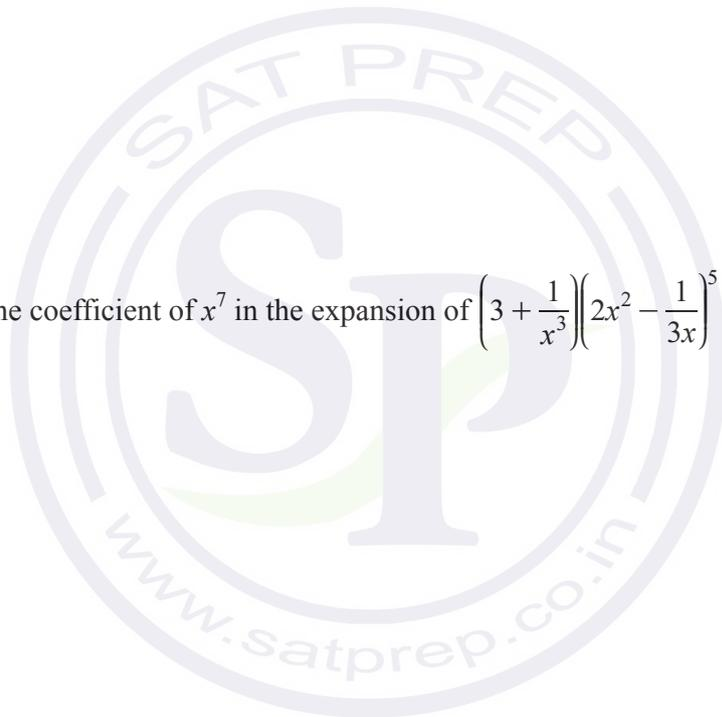 SAT PREP
SP
he coefficient of x⁷ in the expansion of (3 + 1/x³)(2x² − 1/3x)⁵
www.satprep.co.in